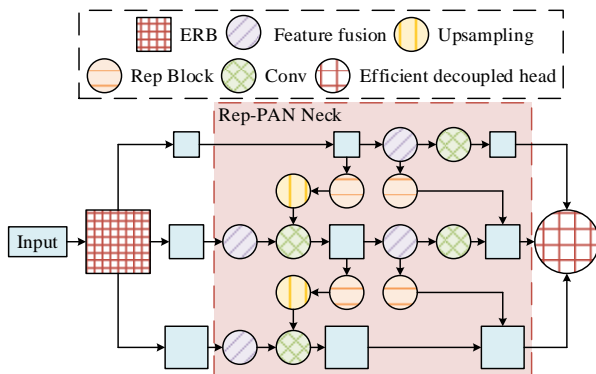 ERB Feature fusion Upsampling
Rep Block Conv Efficient decoupled head
Rep-PAN Neck
Input